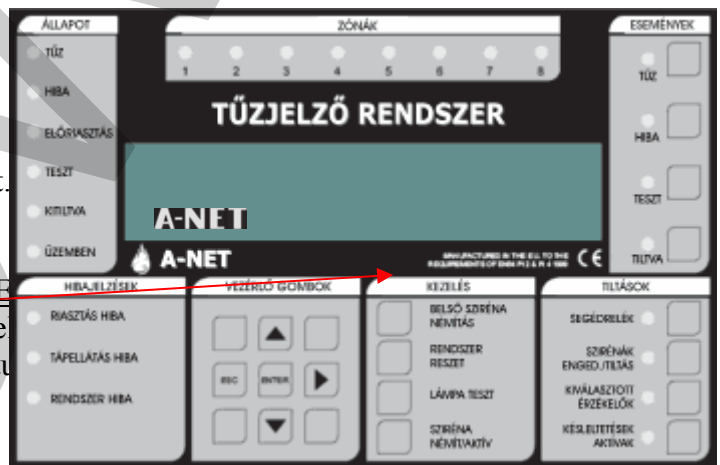 ÁLLAPOT
ZÓNÁK
ESEMÉNYEK
TŰZ
HIBA
ELŐRIASZTÁS
TESZT
KITILTVA
ÜZEMBEN
1 2 3 4 5 6 7 8
TŰZJELZŐ RENDSZER
A-NET
A-NET
MANUFACTURED IN THE E.U. TO THE
REQUIREMENTS OF EN54 Pt 2 & Pt 4 1998
CE
TŰZ
HIBA
TESZT
TILTVA
t.
HIBAJELZÉSEK
RIASZTÁS HIBA
TÁPELLÁTÁS HIBA
RENDSZER HIBA
VEZÉRLŐ GOMBOK
ESC
ENTER
KEZELÉS
BELSŐ SZIRÉNA
NÉMÍTÁS
RENDSZER
RESZET
LÁMPA TESZT
SZIRÉNA
NÉMÍT/AKTÍV
TILTÁSOK
SEGÉDRELÉK
SZIRÉNÁK
ENGED./TILTÁS
KIVÁLASZTOTT
ÉRZÉKELŐK
KÉSLELTETÉSEK
AKTÍVAK